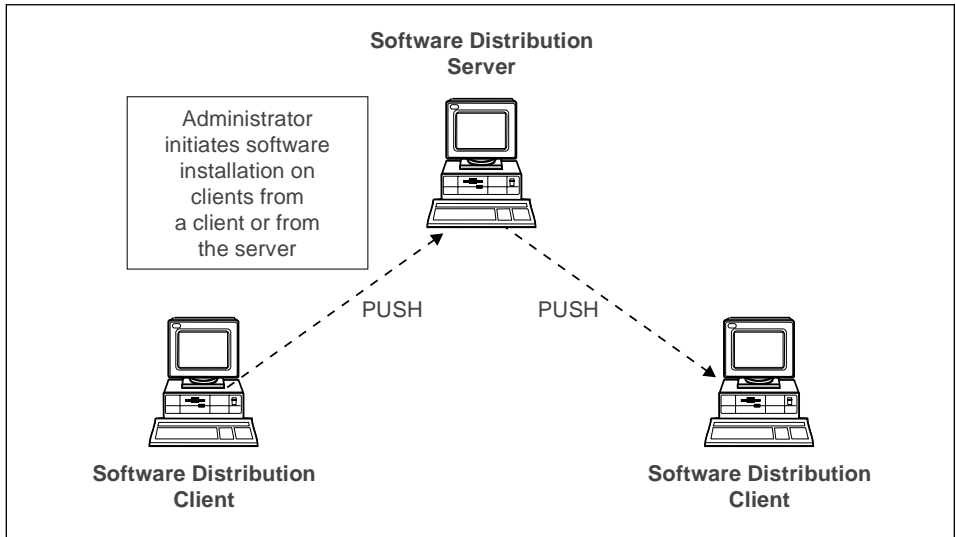 Software Distribution
Server
Administrator
initiates software
installation on
clients from
a client or from
the server
PUSH
PUSH
Software Distribution
Client
Software Distribution
Client